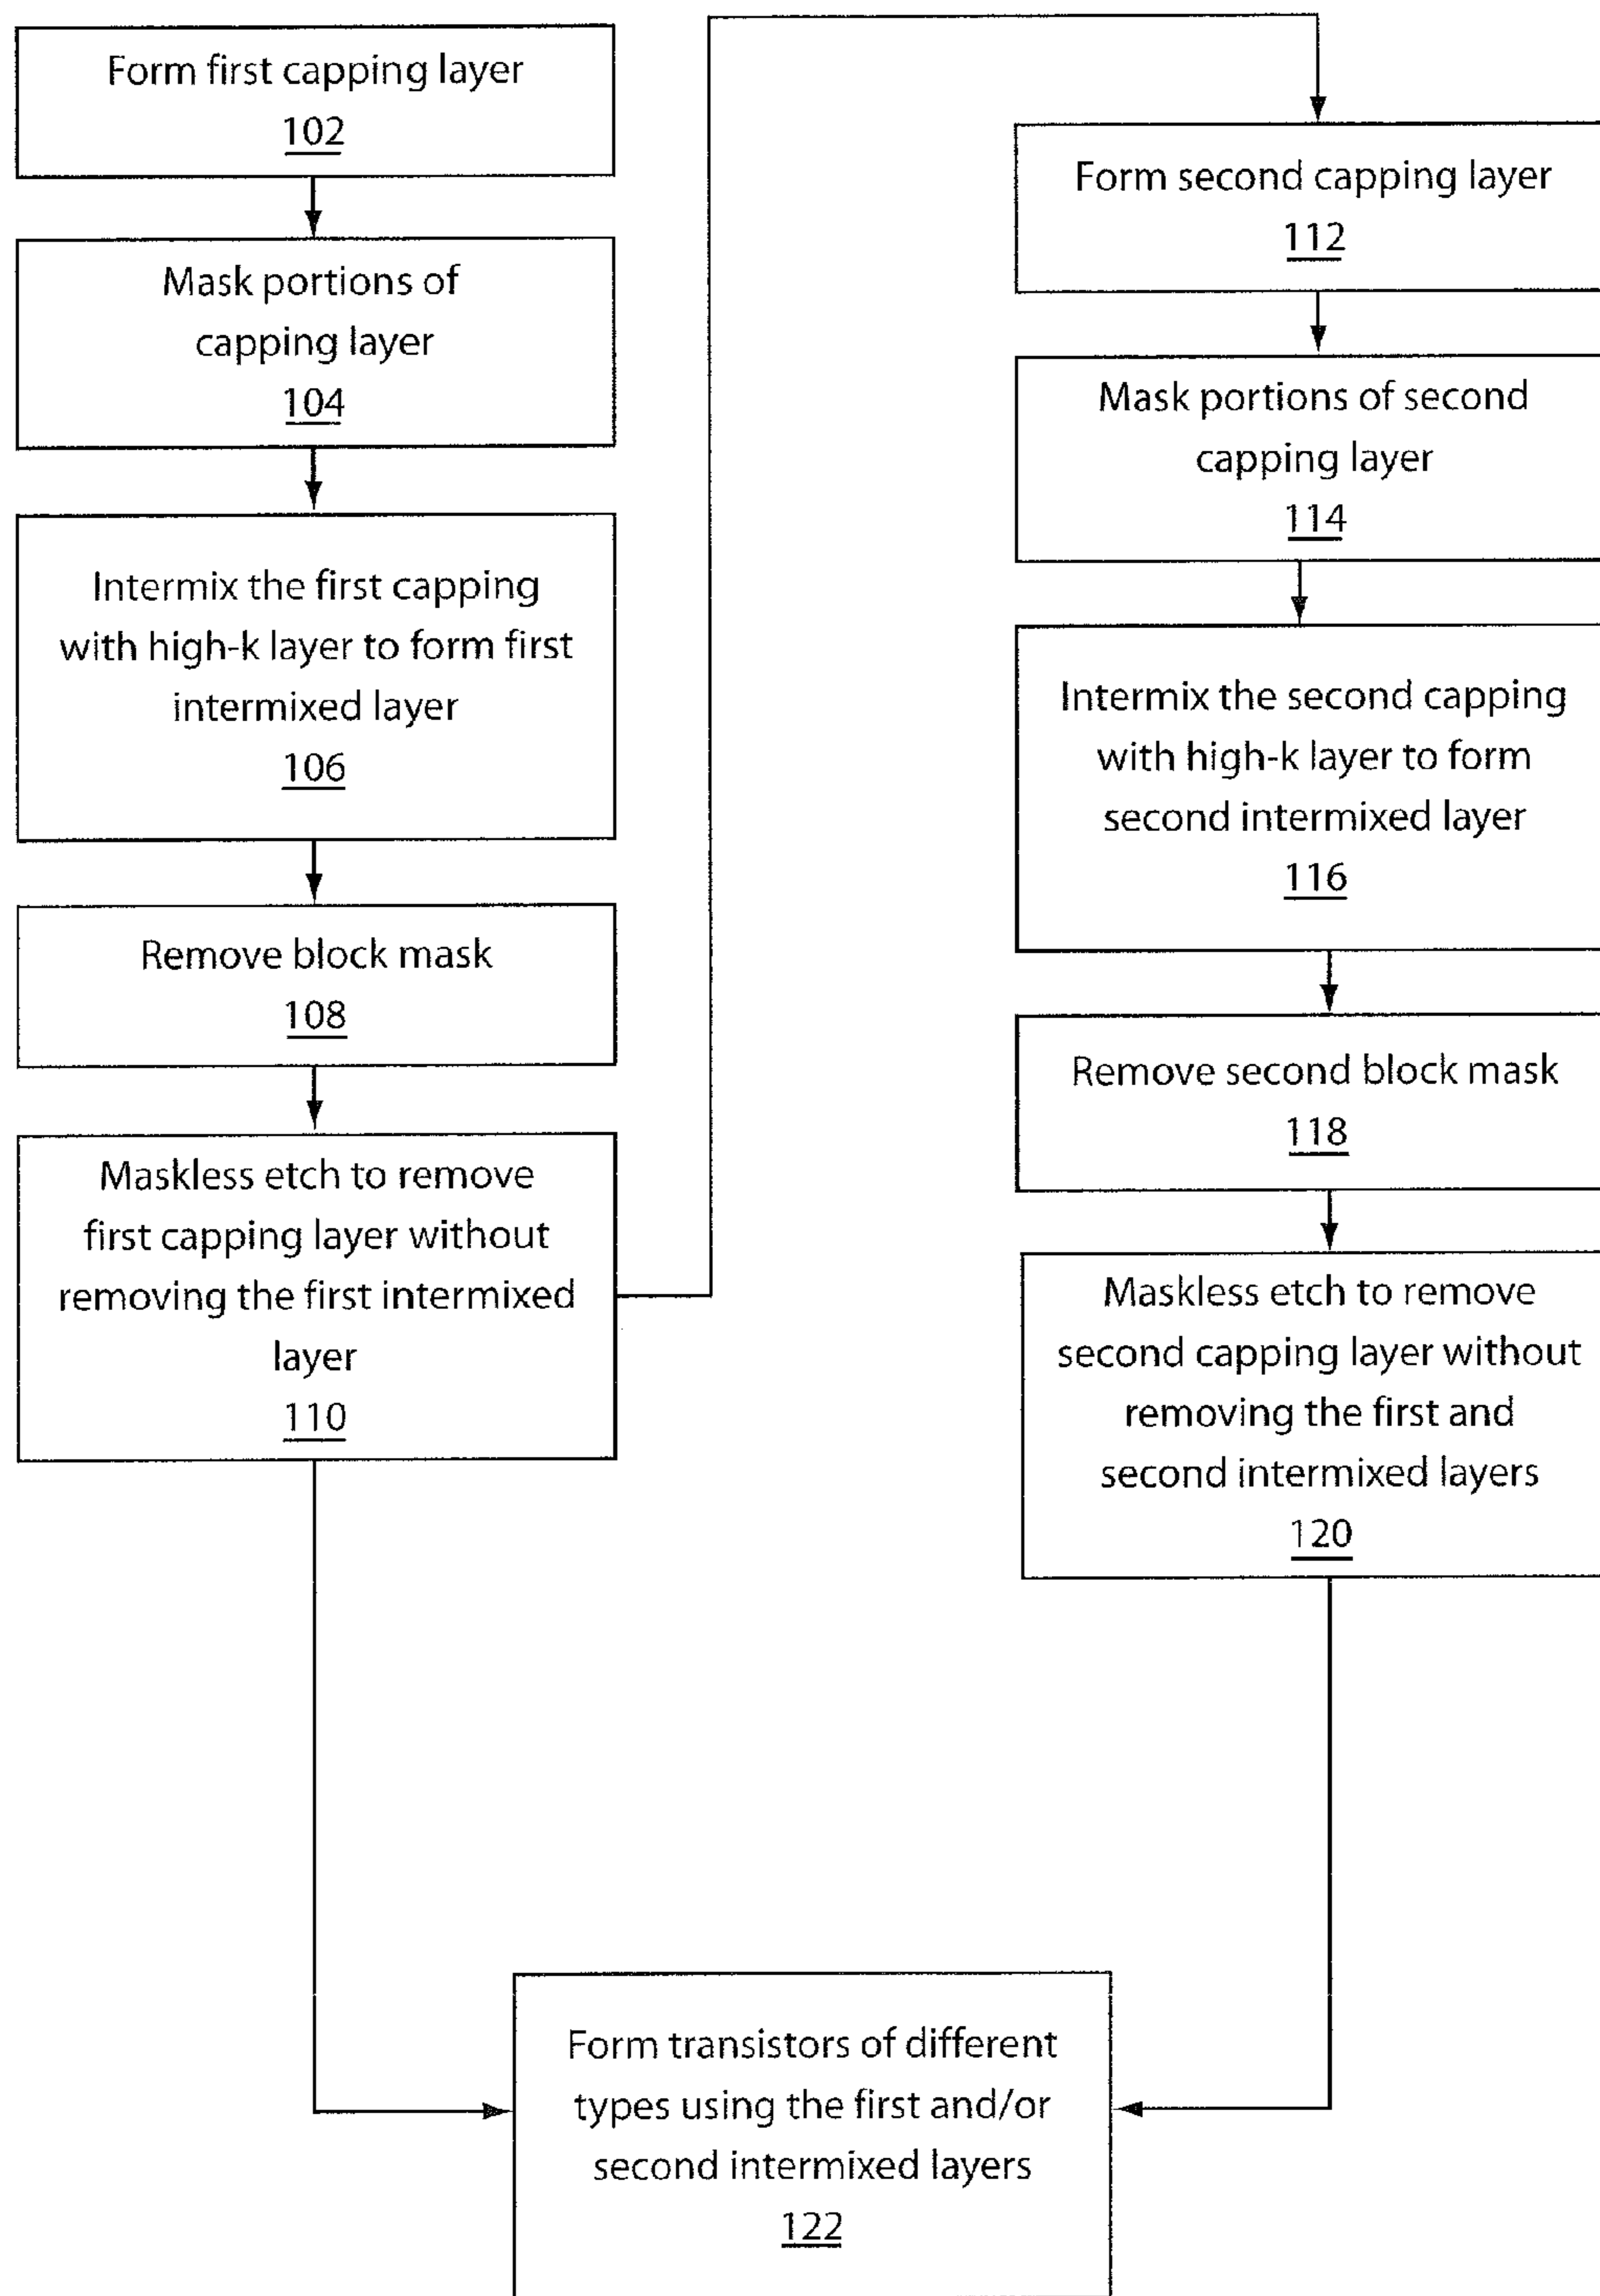 Form first capping layer
102
Mask portions of
capping layer
104
Intermix the first capping
with high-k layer to form first
intermixed layer
106
Remove block mask
108
Maskless etch to remove
first capping layer without
removing the first intermixed
layer
110
Form second capping layer
112
Mask portions of second
capping layer
114
Intermix the second capping
with high-k layer to form
second intermixed layer
116
Remove second block mask
118
Maskless etch to remove
second capping layer without
removing the first and
second intermixed layers
120
Form transistors of different
types using the first and/or
second intermixed layers
122